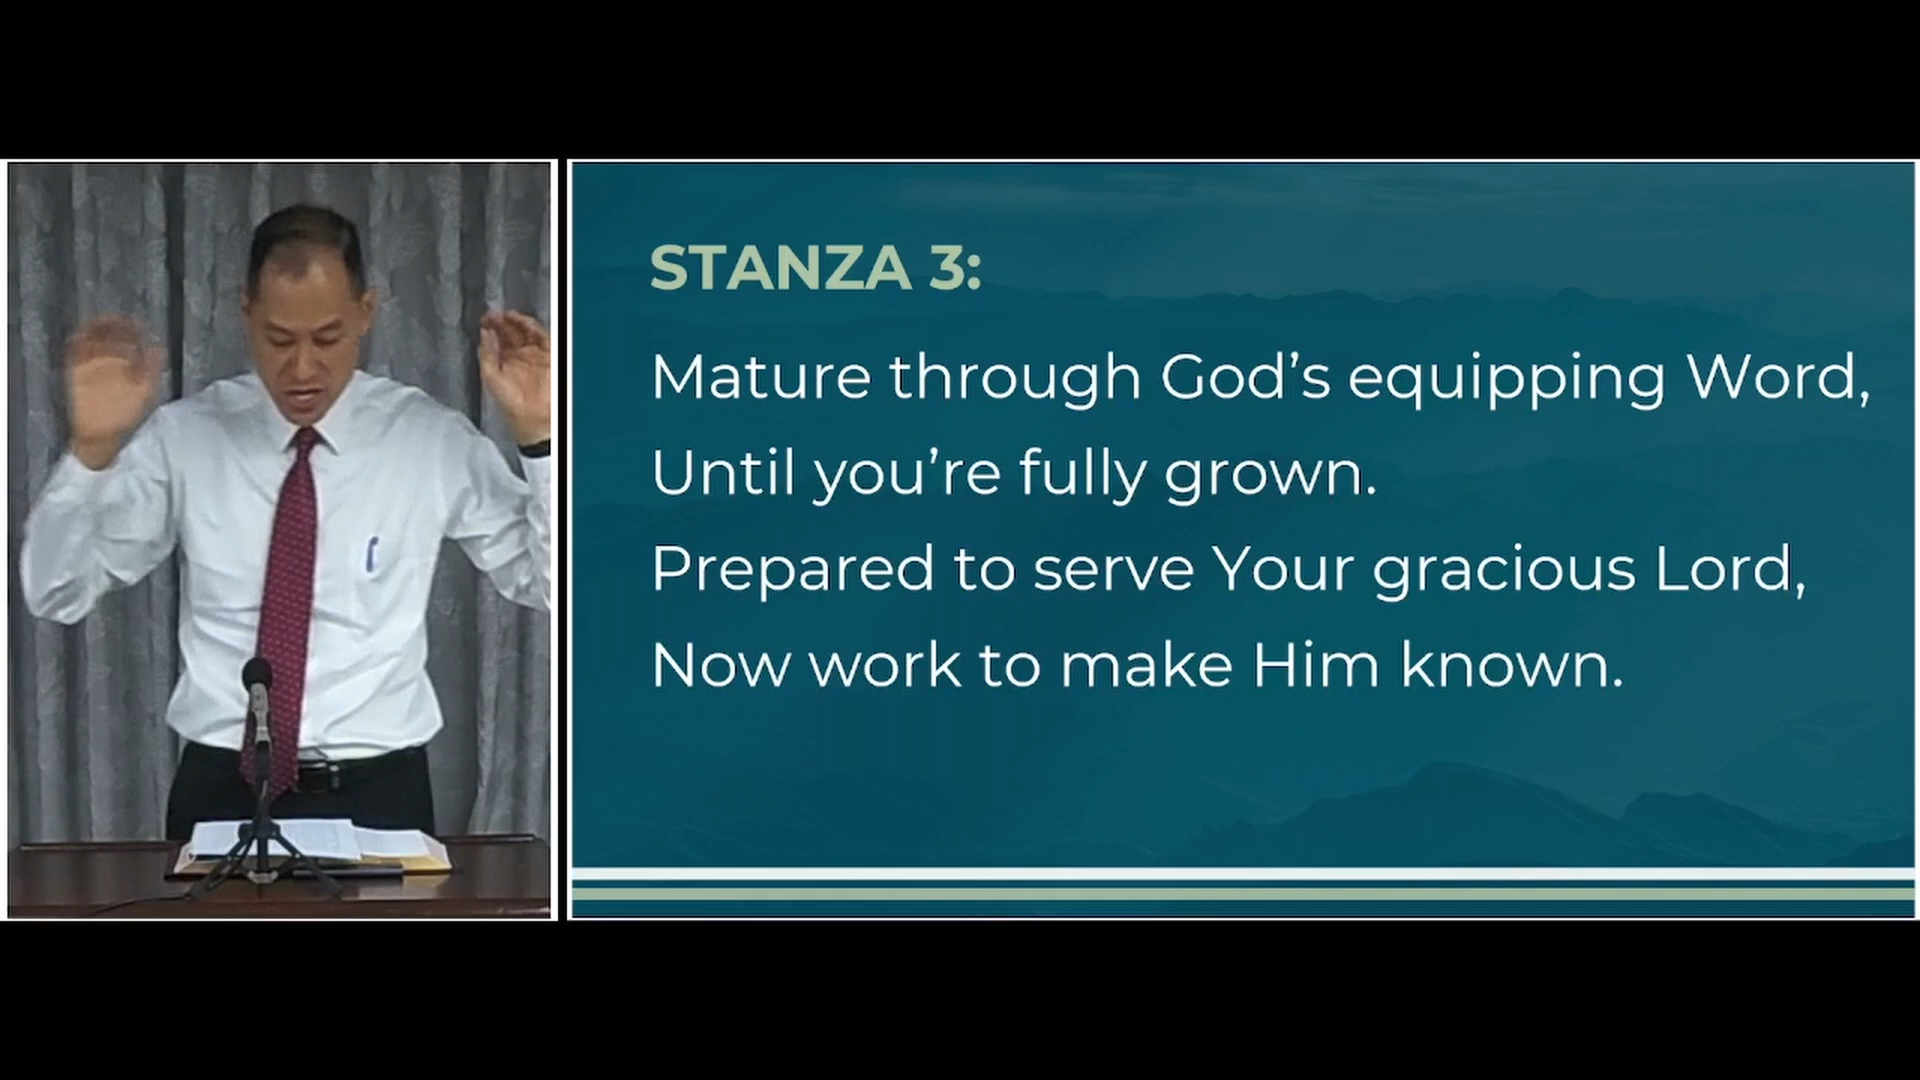 STANZA 3:
Mature through God’s equipping Word,
Until you’re fully grown.
Prepared to serve Your gracious Lord,
Now work to make Him known.